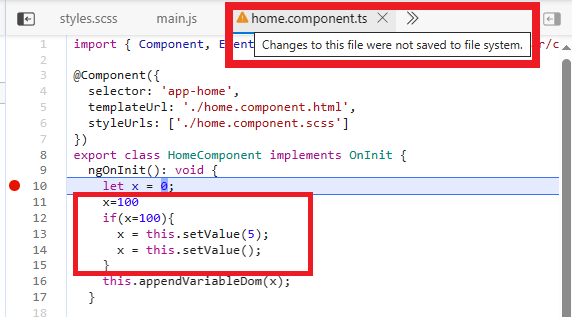 styles.scss main.js home.component.ts
Changes to this file were not saved to file system.
1 import { Component, Event r/c
2
3 @Component({
4 selector: 'app-home',
5 templateUrl: './home.component.html',
6 styleUrls: ['./home.component.scss']
7 })
8 export class HomeComponent implements OnInit {
9 ngOnInit(): void {
10 let x = 0;
11 x=100
12 if(x=100){
13 x = this.setValue(5);
14 x = this.setValue();
15 }
16 this.appendVariableDom(x);
17 }